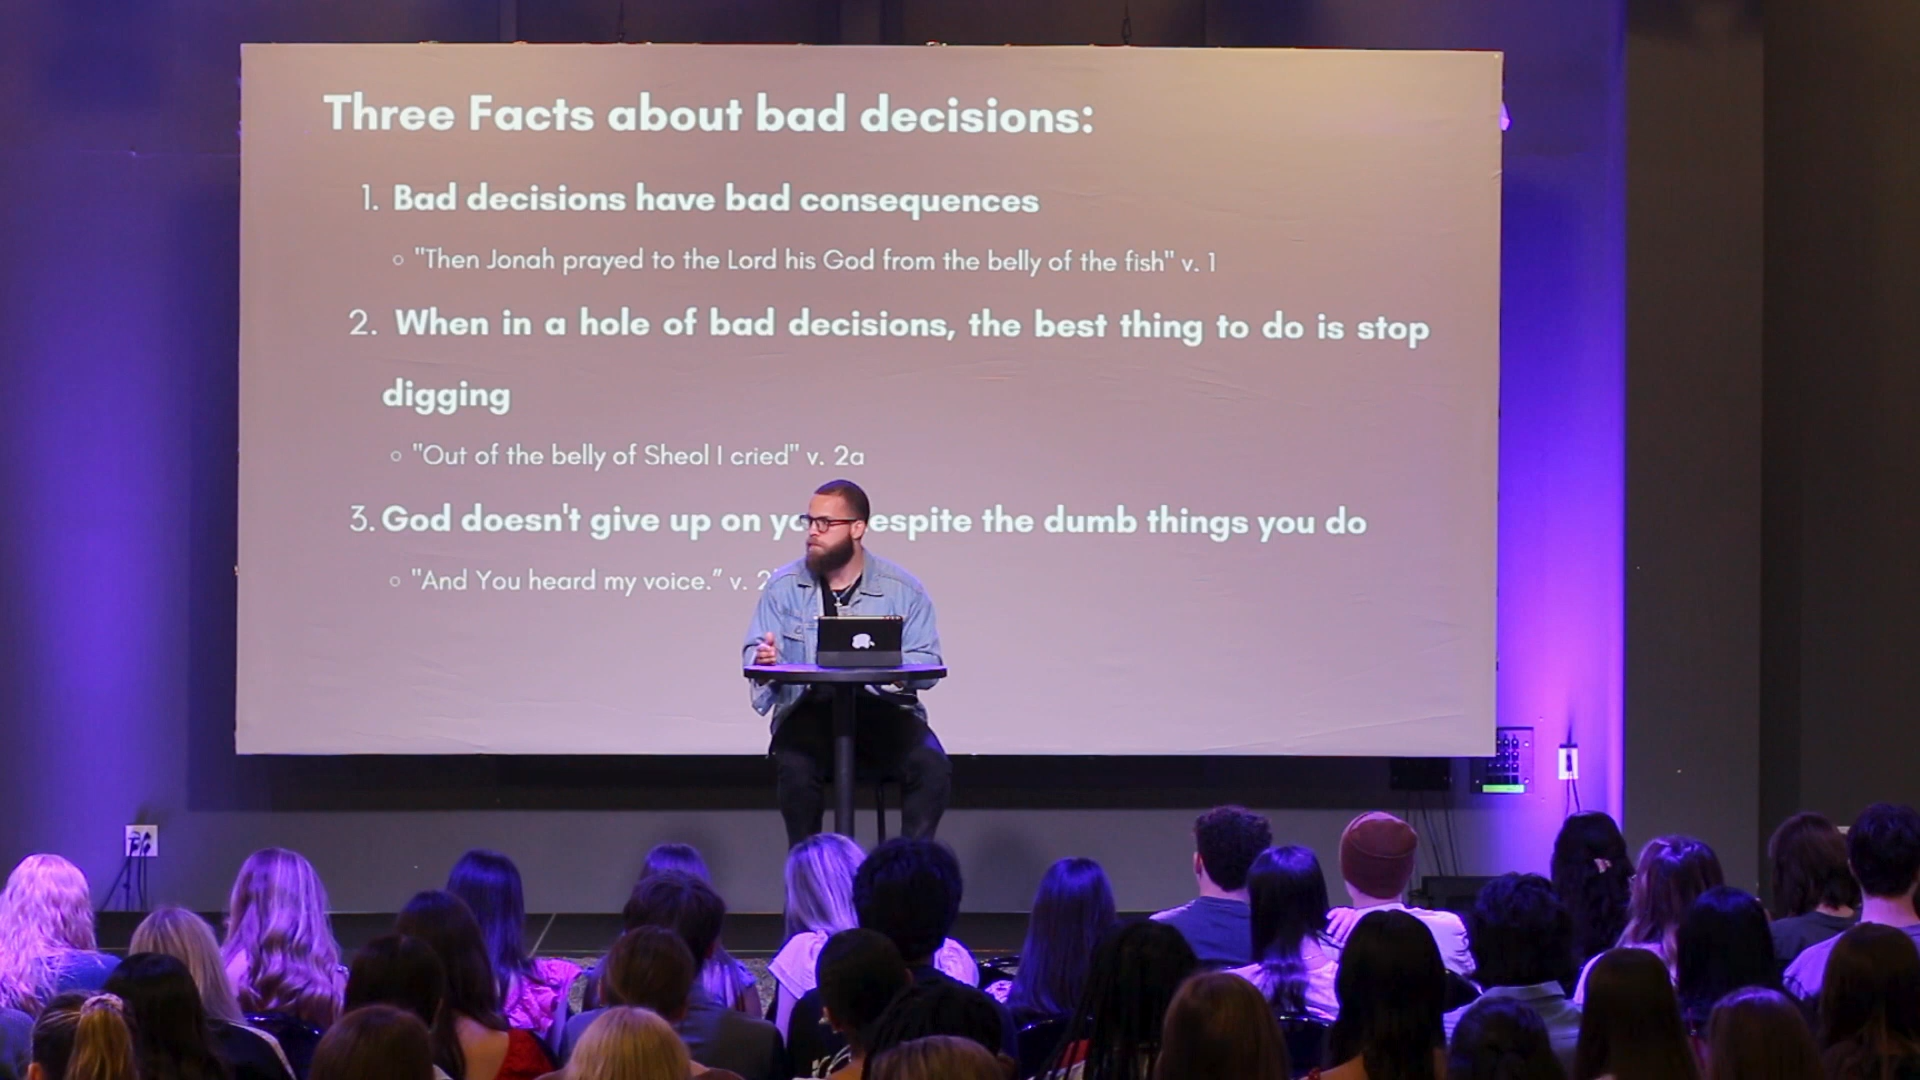 Three Facts about bad decisions:
1. Bad decisions have bad consequences
"Then Jonah prayed to the Lord his God from the belly of the fish" v. 1
2. When in a hole of bad decisions, the best thing to do is stop
digging
"Out of the belly of Sheol I cried" v. 2a
3. God doesn't give up on the dumb things you do
"And You heard my voice.” v. 2